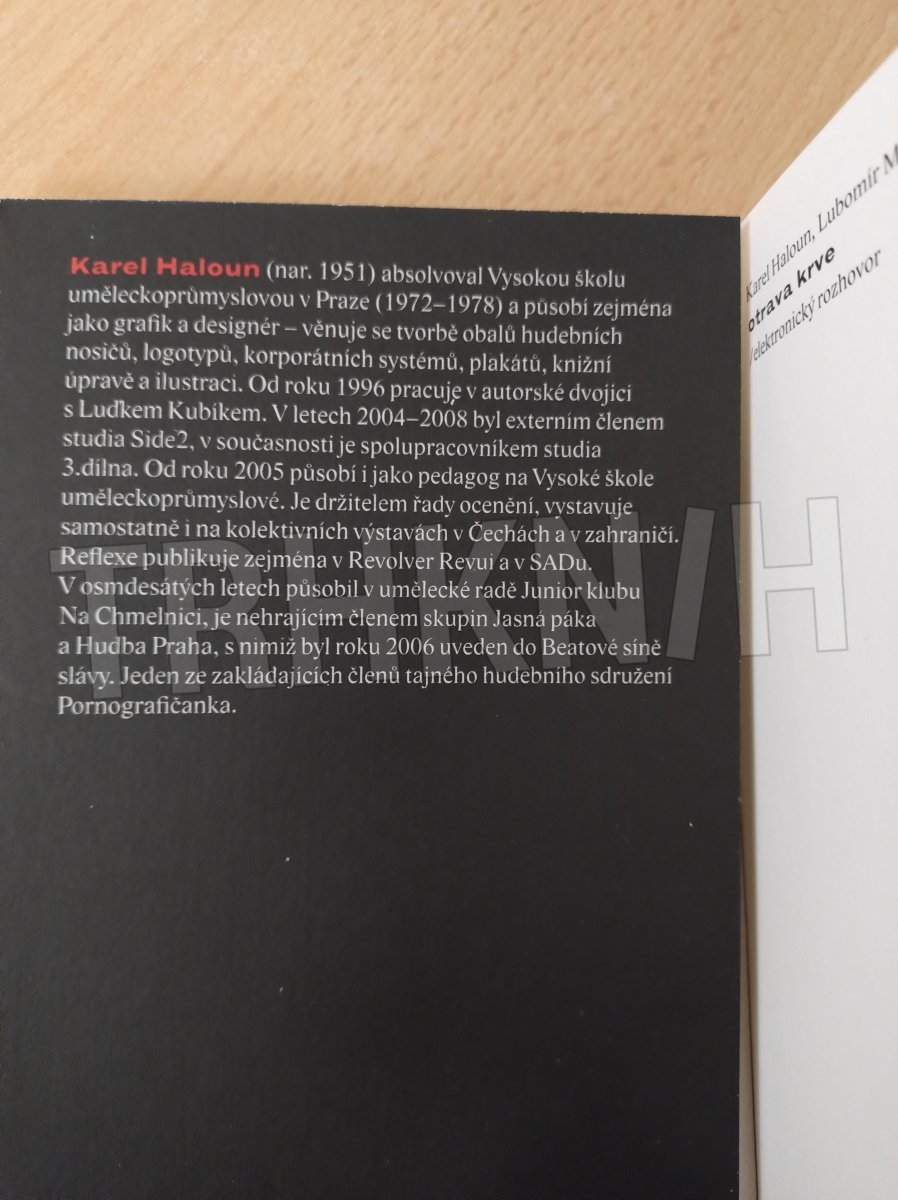 Karel Haloun (nar. 1951) absolvoval Vysokou školu
uměleckoprůmyslovou v Praze (1972–1978) a působí zejména
jako grafik a designér – věnuje se tvorbě obalů hudebních
nosičů, logotypů, korporátních systémů, plakátů, knižní
úpravě a ilustraci. Od roku 1996 pracuje v autorské dvojici
s Luďkem Kubíkem. V letech 2004–2008 byl externím členem
studia Side2, v současnosti je spolupracovníkem studia
3.dílna. Od roku 2005 působí i jako pedagog na Vysoké škole
uměleckoprůmyslové. Je držitelem řady ocenění, vystavuje
samostatně i na kolektivních výstavách v Čechách a v zahraničí.
Reflexe publikuje zejména v Revolver Revui a v SADu.
V osmdesátých letech působil v umělecké radě Junior klubu
Na Chmelnici, je nehrajícím členem skupin Jasná páka
a Hudba Praha, s nimiž byl roku 2006 uveden do Beatové síně
slávy. Jeden ze zakládajících členů tajného hudebního sdružení
Pornografičanka.
Karel Haloun, Lubomír
otrava krve
/elektronický rozhovor
TRHKNIH